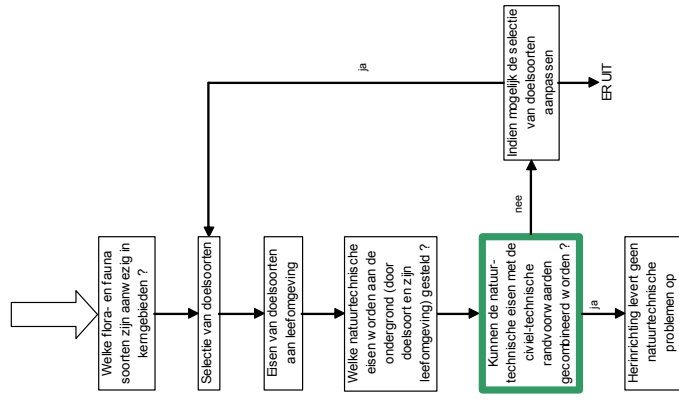 Welke fora- en fauna
soorten zijn aanwezig in
kerngebieden ?
Selectie van doelsoorten
Eisen van doelsoorten
aan leefomgeving
Welke natuurtechnische
eisen worden aan de
ondergrond (door
doelsoort en zijn
leefomgeving) gesteld ?
Kunnen de natuur-
technische eisen met de
civiel-technische
randvoorwaarden
gecombineerd worden ?
ja
Herinrichting levert geen
natuurtechnische
problemen op
nee
Indien mogelijk de selectie
van doelsoorten
aanpassen
ja
ER UIT